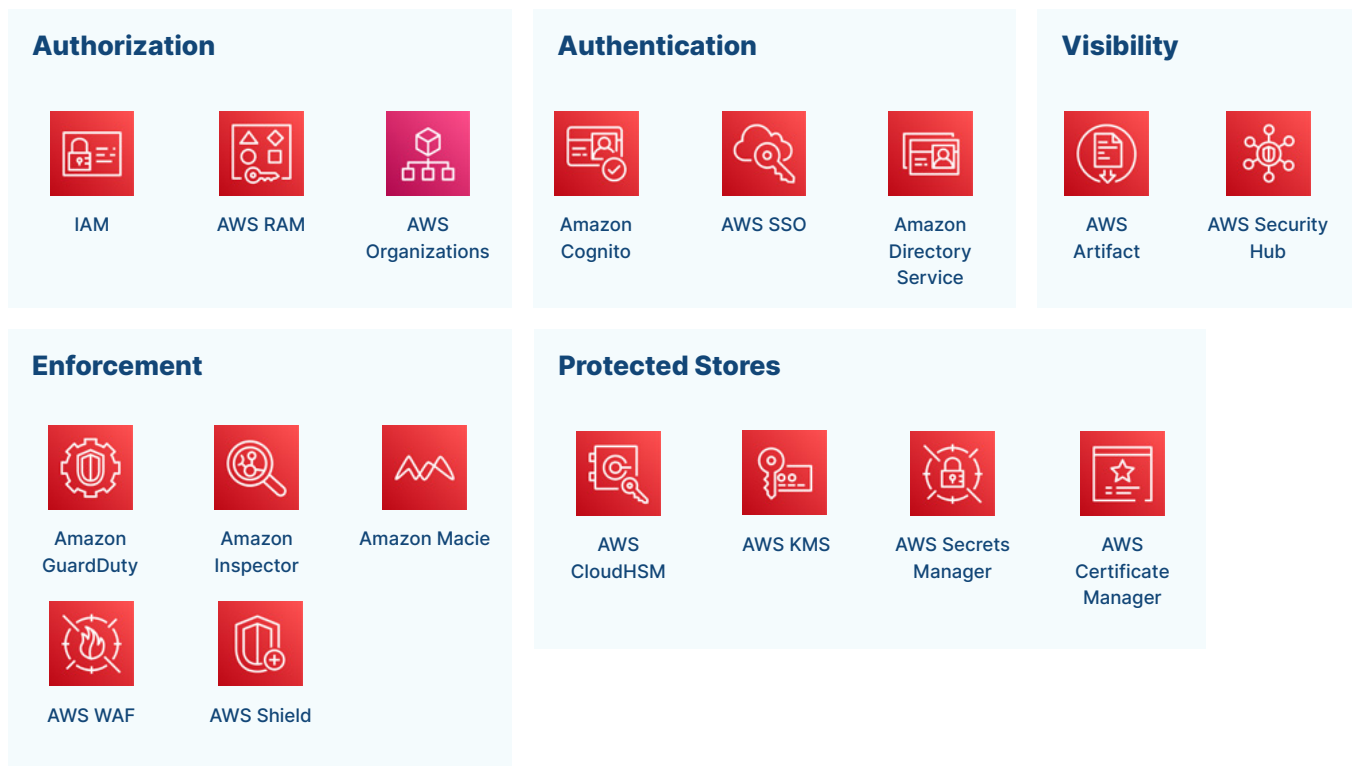 Authorization
IAM
AWS RAM
AWS
Organizations
Authentication
Amazon
Cognito
AWS SSO
Amazon
Directory
Service
Visibility
AWS
Artifact
AWS Security
Hub
Enforcement
Amazon
GuardDuty
Amazon
Inspector
Amazon Macie
AWS WAF
AWS Shield
Protected Stores
AWS
CloudHSM
AWS KMS
AWS Secrets
Manager
AWS
Certificate
Manager